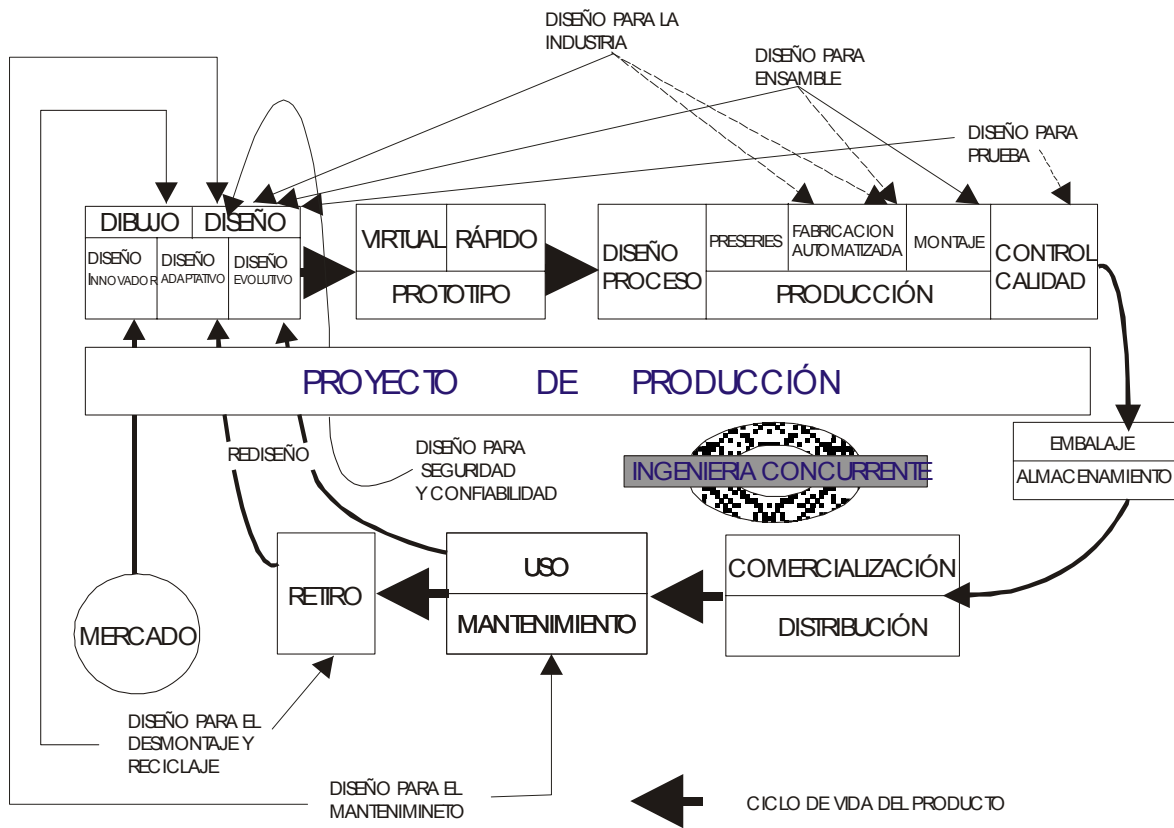 DISEÑO PARA LA
INDUSTRIA
DISEÑO PARA
ENSAMBLE
DISEÑO PARA
PRUEBA
DIBUJO
DISEÑO
DISEÑO
INNOVADOR
DISEÑO
ADAPTATIVO
DISEÑO
EVOLUTIVO
VIRTUAL
RÁPIDO
PROTOTIPO
DISEÑO
PROCESO
PRESERIES
FABRICACION
AUTOMATIZADA
MONTAJE
PRODUCCIÓN
CONTROL
CALIDAD
PROYECTO DE PRODUCCIÓN
REDISEÑO
DISEÑO PARA
SEGURIDAD
Y CONFIABILIDAD
INGENIERIA CONCURRENTE
EMBALAJE
ALMACENAMIENTO
MERCADO
RETIRO
USO
MANTENIMIENTO
COMERCIALIZACIÓN
DISTRIBUCIÓN
DISEÑO PARA EL
DESMONTAJE Y
RECICLAJE
DISEÑO PARA EL
MANTENIMINETO
CICLO DE VIDA DEL PRODUCTO